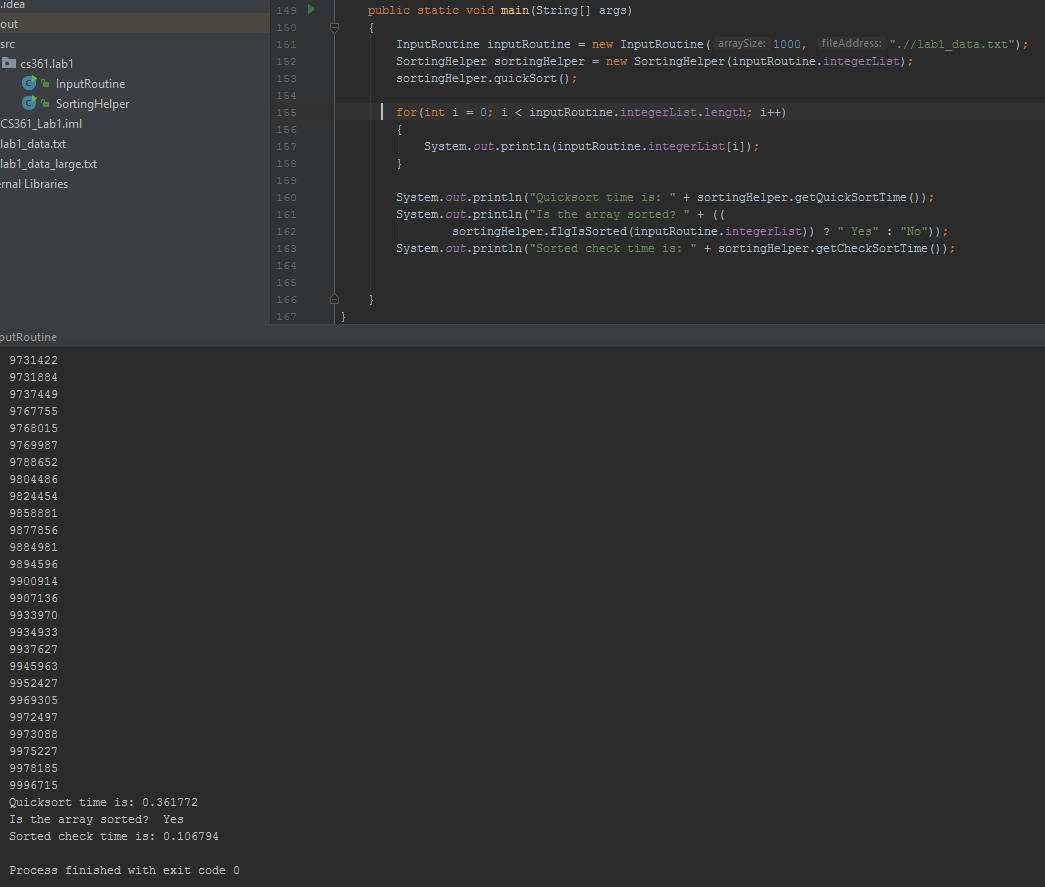 .idea
out
src
cs361.lab1
InputRoutine
SortingHelper
CS361_Lab1.iml
lab1_data.txt
lab1_data_large.txt
rnal Libraries
149 public static void main(String[] args)
150 {
151 InputRoutine inputRoutine = new InputRoutine( arraySize: 1000, fileAddress: ".//lab1_data.txt");
152 SortingHelper sortingHelper = new SortingHelper(inputRoutine.integerList);
153 sortingHelper.quickSort();
154
155 for(int i = 0; i < inputRoutine.integerList.length; i++)
156 {
157 System.out.println(inputRoutine.integerList[i]);
158 }
159
160 System.out.println("Quicksort time is: " + sortingHelper.getQuickSortTime());
161 System.out.println("Is the array sorted? " + ((
162 sortingHelper.flgIsSorted(inputRoutine.integerList)) ? " Yes" : "No"));
163 System.out.println("Sorted check time is: " + sortingHelper.getCheckSortTime());
164
165
166 }
167 }
putRoutine
9731422
9731884
9737449
9767755
9768015
9769987
9788652
9804486
9824454
9858881
9877856
9884981
9894596
9900914
9907136
9933970
9934933
9937627
9945963
9952427
9969305
9972497
9973088
9975227
9978185
9996715
Quicksort time is: 0.361772
Is the array sorted?  Yes
Sorted check time is: 0.106794
Process finished with exit code 0